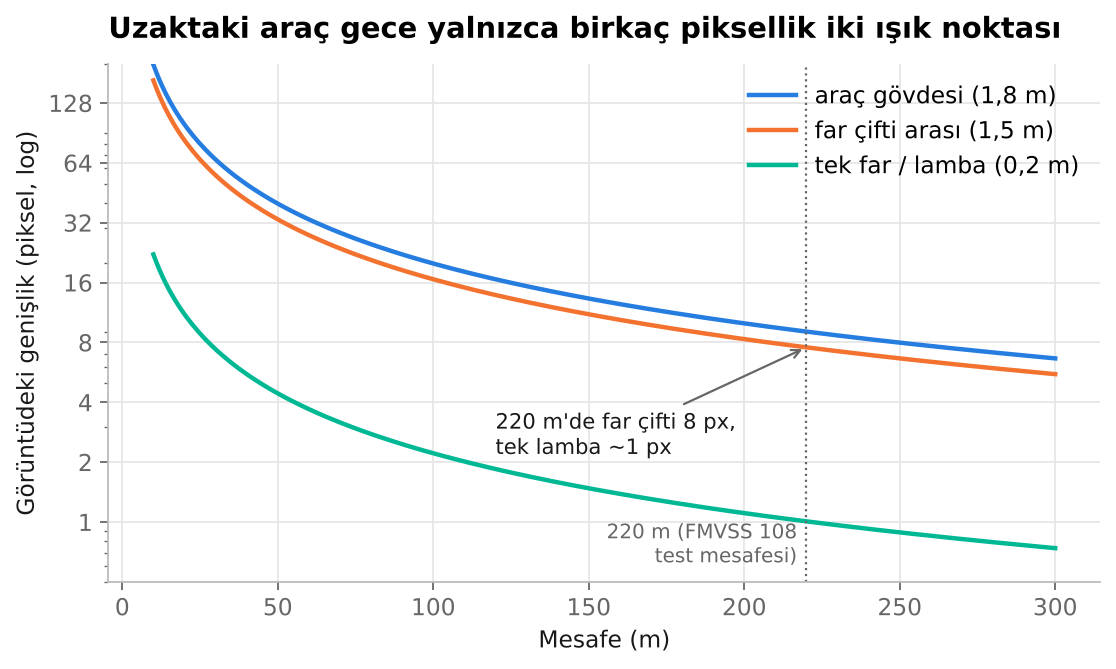 Uzaktaki araç gece yalnızca birkaç piksellik iki ışık noktası
Görüntüdeki genişlik (piksel, log)
128
64
32
16
8
4
2
1
araç gövdesi (1,8 m)
far çifti arası (1,5 m)
tek far / lamba (0,2 m)
220 m'de far çifti 8 px,
tek lamba ~1 px
220 m (FMVSS 108
test mesafesi)
0
50
100
150
200
250
300
Mesafe (m)